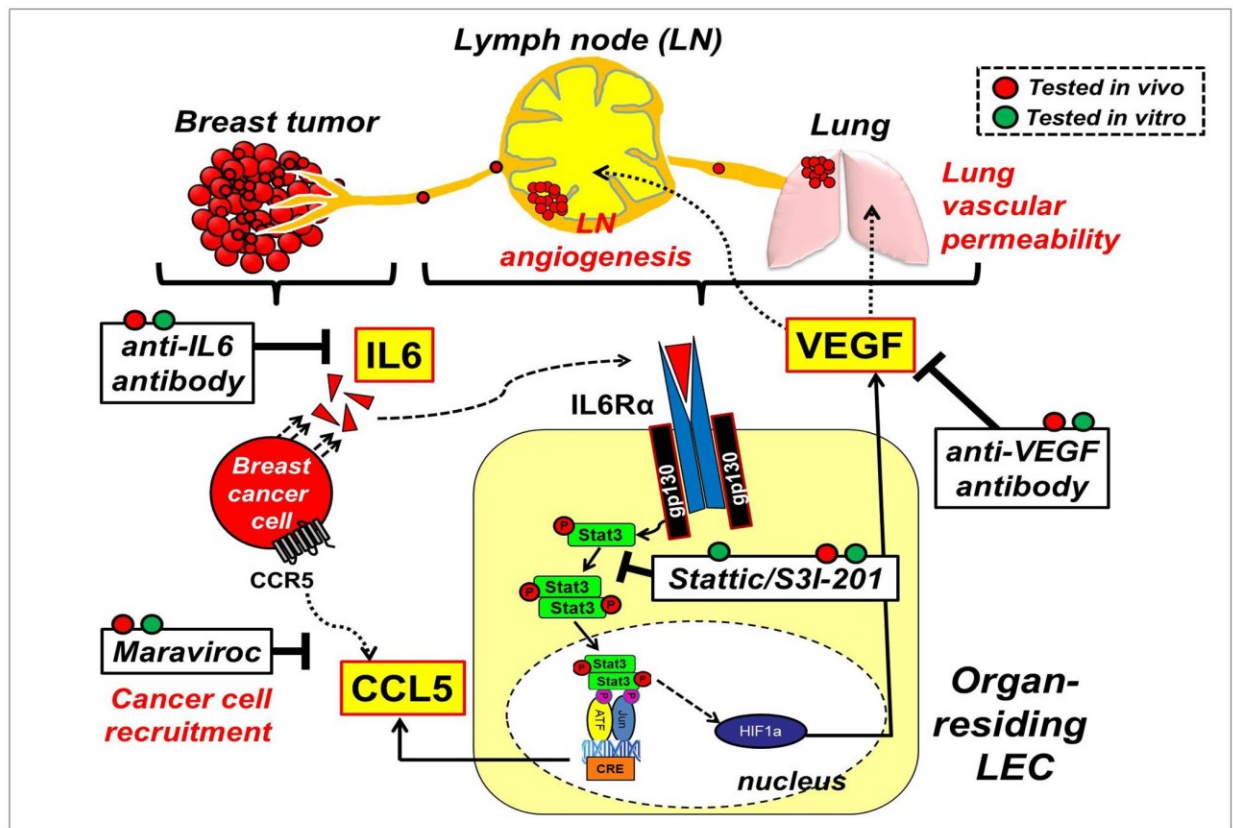 Lymph node (LN)
Tested in vivo
Tested in vitro
Breast tumor
Lung
Lung
vascular
permeability
LN
angiogenesis
anti-IL6
antibody
IL6
VEGF
IL6Rα
gp130
gp130
anti-VEGF
antibody
Breast
cancer
cell
CCR5
P
Stat3
Stattic/S3I-201
P
Stat3
Stat3
P
Maraviroc
Cancer cell
recruitment
CCL5
P
Stat3
Stat3
P
P
P
ATF
Jun
CRE
HIF1a
nucleus
Organ-
residing
LEC